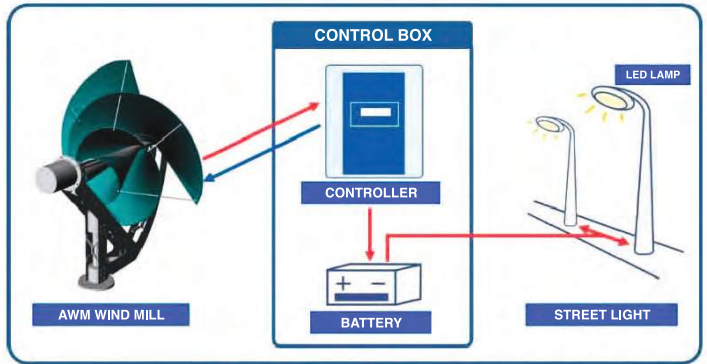 CONTROL BOX
LED LAMP
CONTROLLER
+ −
AWM WIND MILL
BATTERY
STREET LIGHT